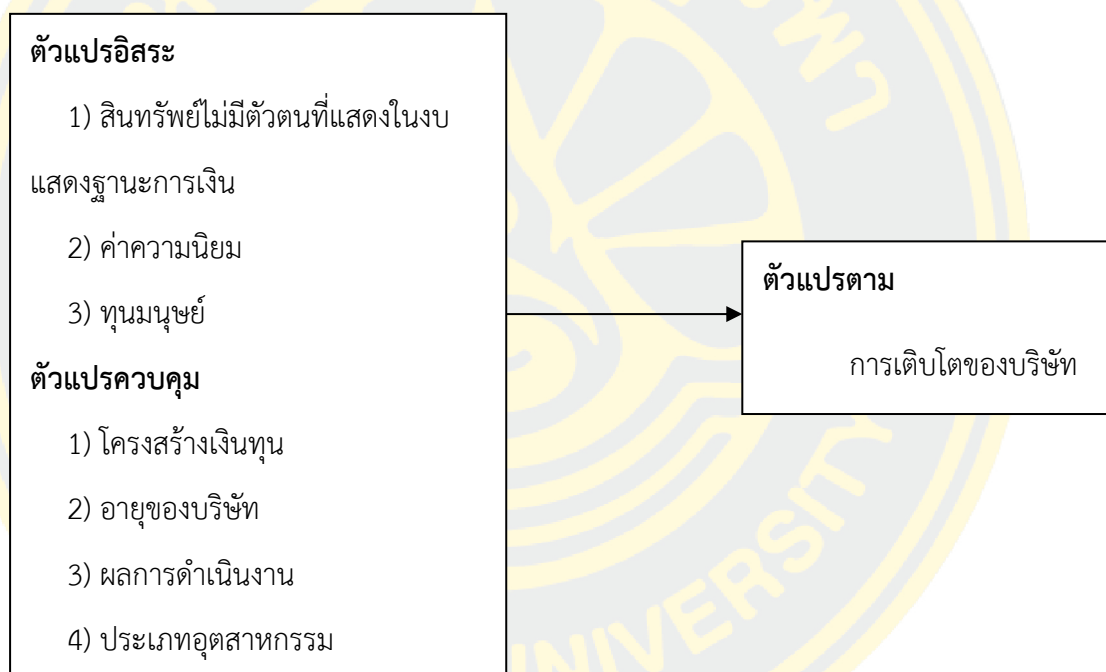 ตัวแปรอิสระ
1) สินทรัพย์ไม่มีตัวตนที่แสดงในงบ
แสดงฐานะการเงิน
2) ค่าความนิยม
3) ทุนมนุษย์
ตัวแปรควบคุม
1) โครงสร้างเงินทุน
2) อายุของบริษัท
3) ผลการดำเนินงาน
4) ประเภทอุตสาหกรรม
ตัวแปรตาม
การเติบโตของบริษัท
UNIVERSITY